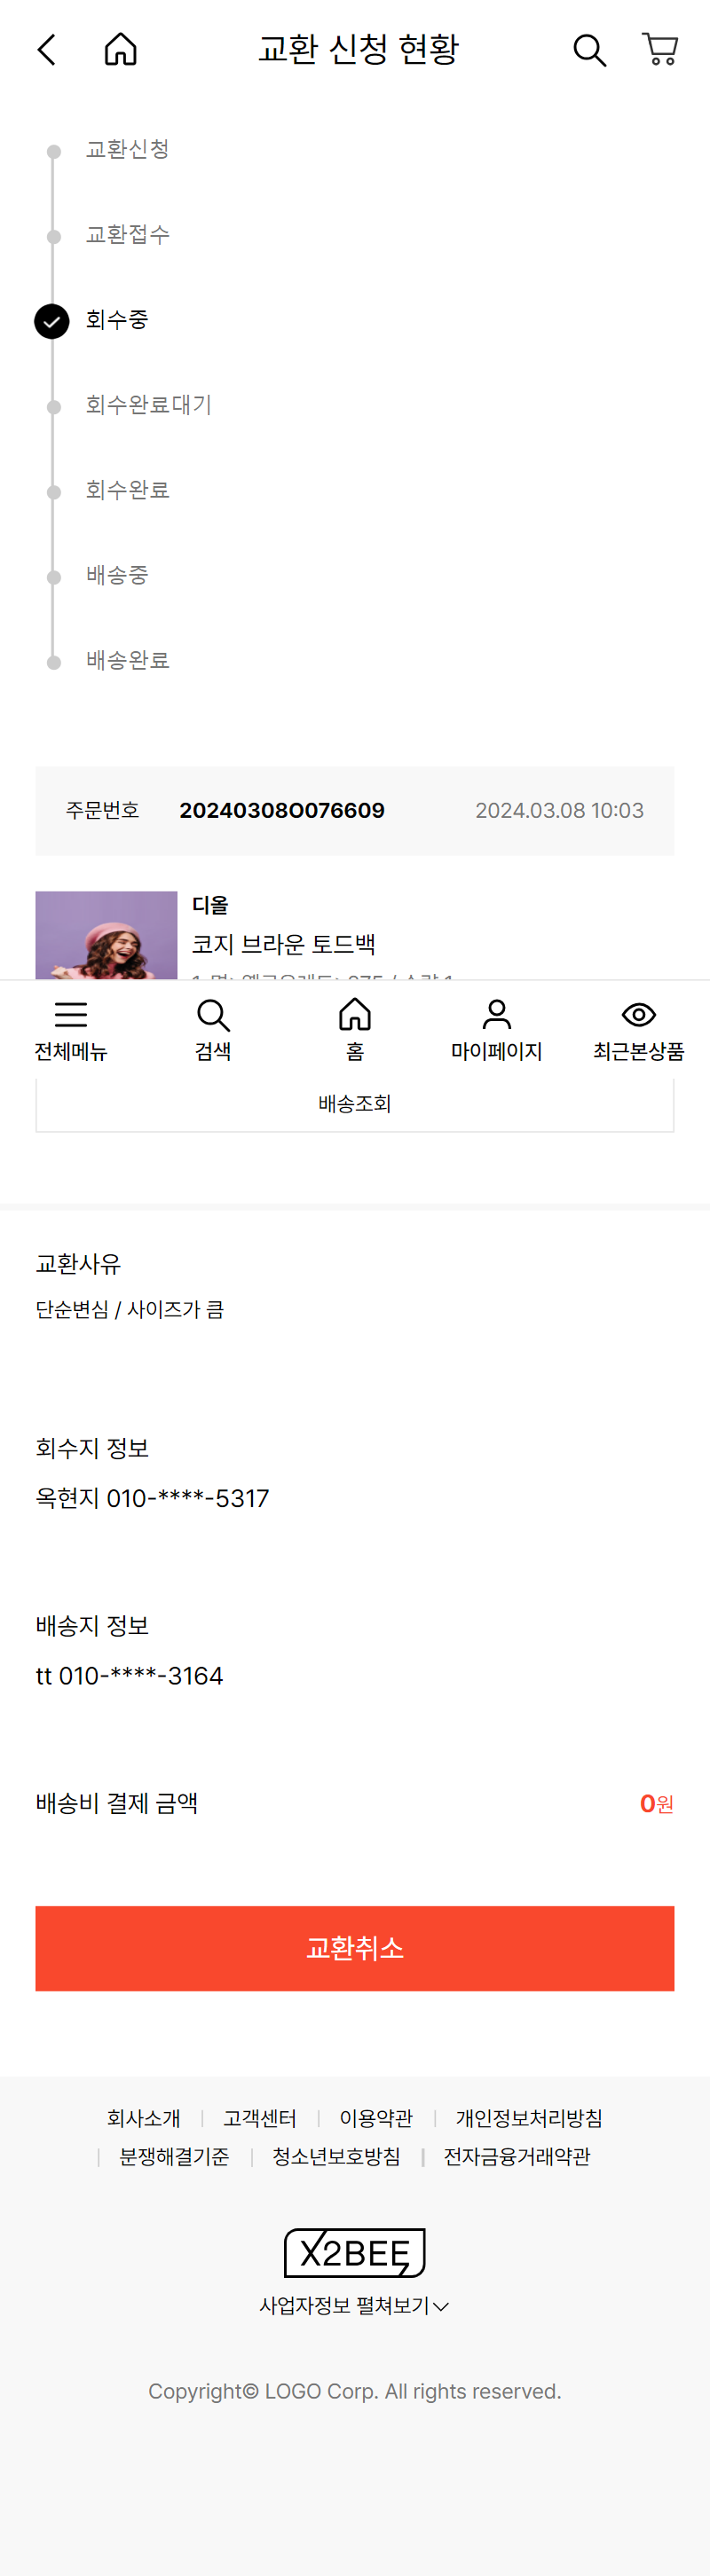 교환 신청 현황
교환신청
교환접수
회수중
회수완료대기
회수완료
배송중
배송완료
주문번호 20240308O076609 2024.03.08 10:03
디올
코지 브라운 토드백
전체메뉴 검색 홈 마이페이지 최근본상품
배송조회
교환사유
단순변심 / 사이즈가 큼
회수지 정보
옥현지 010-****-5317
배송지 정보
tt 010-****-3164
배송비 결제 금액 0원
교환취소
회사소개 고객센터 이용약관 개인정보처리방침
분쟁해결기준 청소년보호방침 전자금융거래약관
X2BEE
사업자정보 펼쳐보기
Copyright© LOGO Corp. All rights reserved.